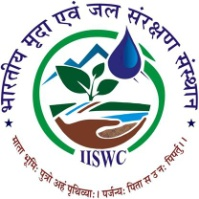 भारतीय मृदा एवं जल संरक्षण संस्थान
IISWC
माता भूमिः पुत्रो अहं पृथिव्याः। पर्जन्यः पिता स उ नः पिपर्तु।।